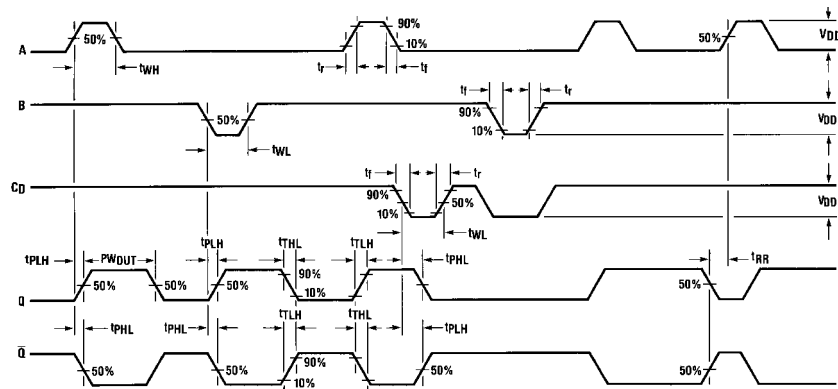 90%
50%
10%
50%
VDD
A
tWH
tr
tf
tf
tr
B
90%
50%
10%
VDD
tWL
tf
tr
CD
90%
50%
10%
VDD
tWL
tPLH
PWOUT
tPLH
tTHL
tTLH
tPHL
tRR
90%
50%
50%
50%
10%
50%
50%
Q
tPHL
tPHL
tTLH
tTHL
tPLH
Q̅
50%
50%
90%
10%
50%
50%